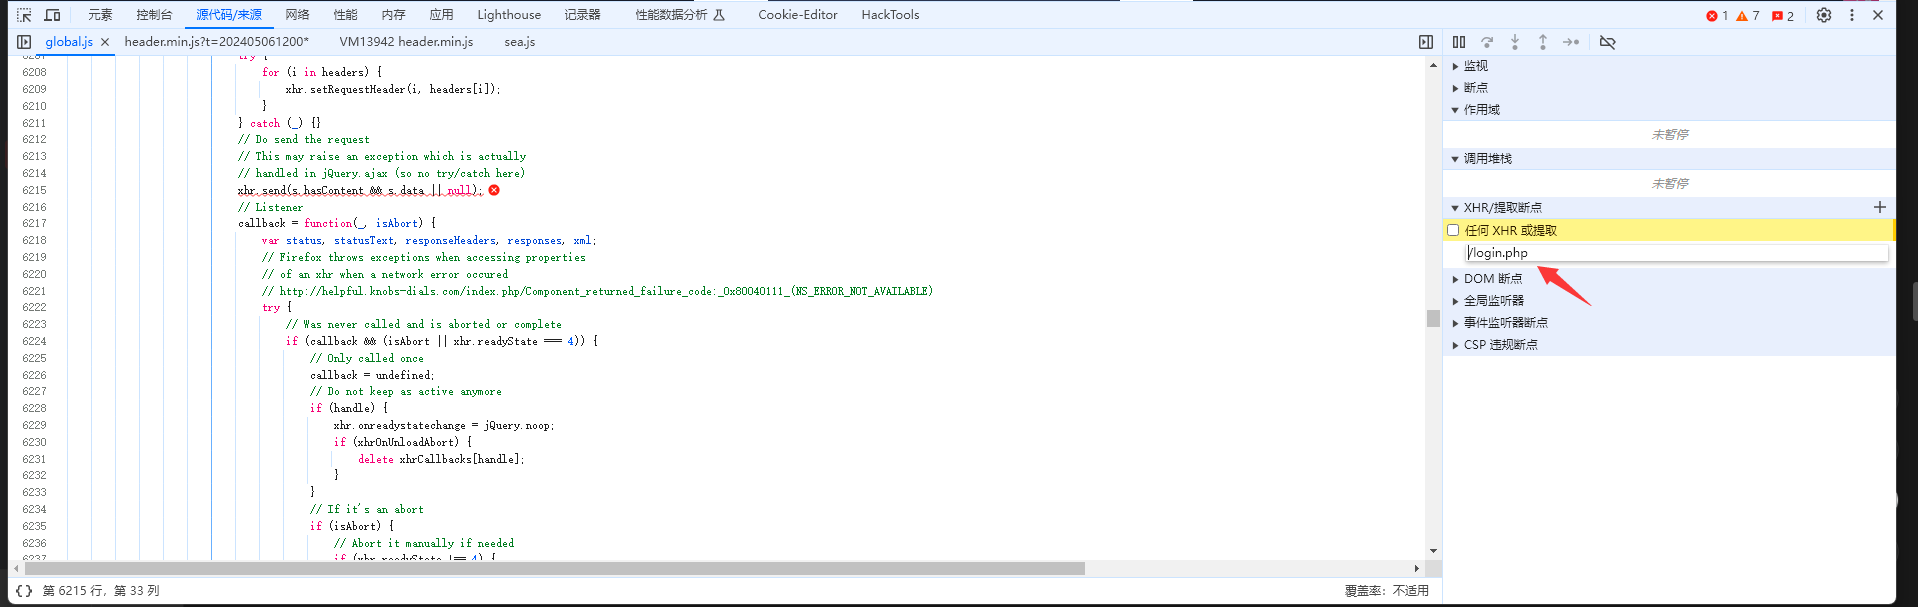 元素 控制台 源代码/来源 网络 性能 内存 应用 Lighthouse 记录器 性能数据分析 Cookie-Editor HackTools 1 7 2
global.js header.min.js?t=202405061200* VM13942 header.min.js sea.js
6207 try {
6208 for (i in headers) {
6209 xhr.setRequestHeader(i, headers[i]);
6210 }
6211 } catch (_) {}
6212 // Do send the request
6213 // This may raise an exception which is actually
6214 // handled in jQuery.ajax (so no try/catch here)
6215 xhr.send(s.hasContent && s.data || null);
6216 // Listener
6217 callback = function(_, isAbort) {
6218 var status, statusText, responseHeaders, responses, xml;
6219 // Firefox throws exceptions when accessing properties
6220 // of an xhr when a network error occured
6221 // http://helpful.knobs-dials.com/index.php/Component_returned_failure_code:_0x80040111_(NS_ERROR_NOT_AVAILABLE)
6222 try {
6223 // Was never called and is aborted or complete
6224 if (callback && (isAbort || xhr.readyState === 4)) {
6225 // Only called once
6226 callback = undefined;
6227 // Do not keep as active anymore
6228 if (handle) {
6229 xhr.onreadystatechange = jQuery.noop;
6230 if (xhrOnUnloadAbort) {
6231 delete xhrCallbacks[handle];
6232 }
6233 }
6234 // If it's an abort
6235 if (isAbort) {
6236 // Abort it manually if needed
6237 if (xhr.readyState !== 4) {
{} 第 6215 行，第 33 列 覆盖率：不适用
监视
断点
作用域
未暂停
调用堆栈
未暂停
XHR/提取断点
任何 XHR 或提取
/login.php
DOM 断点
全局监听器
事件监听器断点
CSP 违规断点